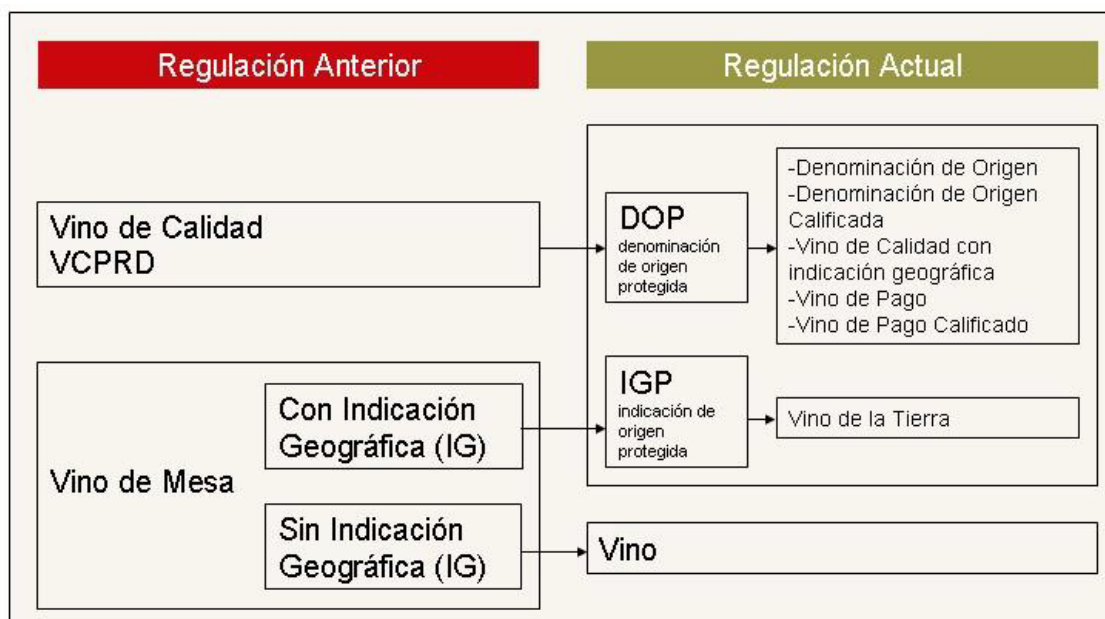 Regulación Anterior
Regulación Actual
Vino de Calidad
VCPRD
DOP
denominación
de origen
protegida
-Denominación de Origen
-Denominación de Origen
Calificada
-Vino de Calidad con
indicación geográfica
-Vino de Pago
-Vino de Pago Calificado
Vino de Mesa
Con Indicación
Geográfica (IG)
IGP
indicación de
origen
protegida
Vino de la Tierra
Sin Indicación
Geográfica (IG)
Vino